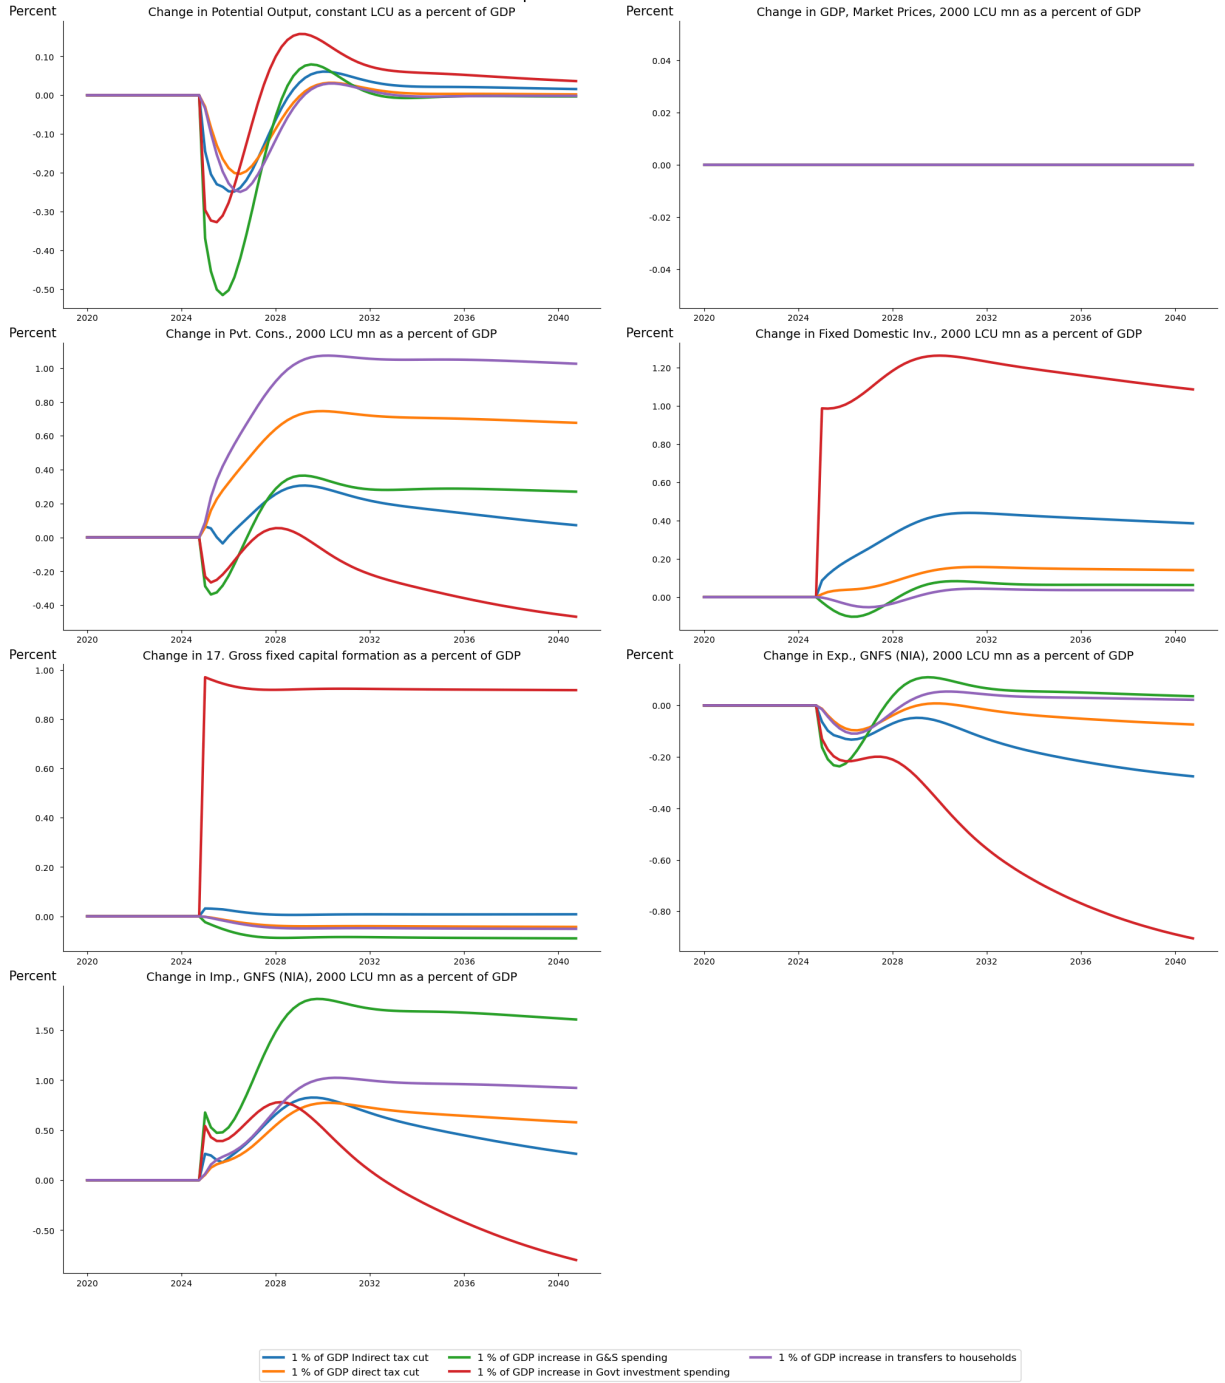 Percent
Change in Potential Output, constant LCU as a percent of GDP
0.10
0.00
-0.10
-0.20
-0.30
-0.40
-0.50
2020 2024 2028 2032 2036 2040
Percent
Change in GDP, Market Prices, 2000 LCU mn as a percent of GDP
0.04
0.02
0.00
-0.02
-0.04
2020 2024 2028 2032 2036 2040
Percent
Change in Pvt. Cons., 2000 LCU mn as a percent of GDP
1.00
0.80
0.60
0.40
0.20
0.00
-0.20
-0.40
2020 2024 2028 2032 2036 2040
Percent
Change in Fixed Domestic Inv., 2000 LCU mn as a percent of GDP
1.20
1.00
0.80
0.60
0.40
0.20
0.00
2020 2024 2028 2032 2036 2040
Percent
Change in 17. Gross fixed capital formation as a percent of GDP
1.00
0.80
0.60
0.40
0.20
0.00
2020 2024 2028 2032 2036 2040
Percent
Change in Exp., GNFS (NIA), 2000 LCU mn as a percent of GDP
0.00
-0.20
-0.40
-0.60
-0.80
2020 2024 2028 2032 2036 2040
Percent
Change in Imp., GNFS (NIA), 2000 LCU mn as a percent of GDP
1.50
1.00
0.50
0.00
-0.50
2020 2024 2028 2032 2036 2040
1 % of GDP Indirect tax cut
1 % of GDP direct tax cut
1 % of GDP increase in G&S spending
1 % of GDP increase in Govt investment spending
1 % of GDP increase in transfers to households